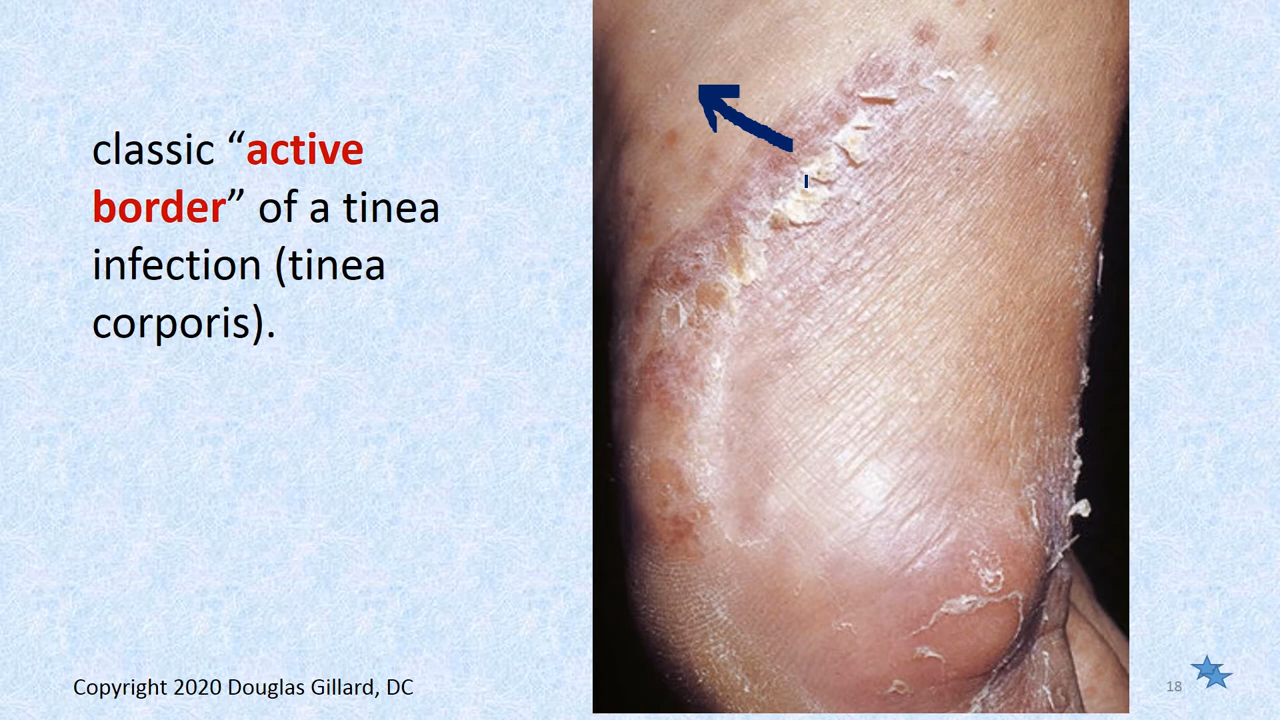 classic “active
border” of a tinea
infection (tinea
corporis).
Copyright 2020 Douglas Gillard, DC
18